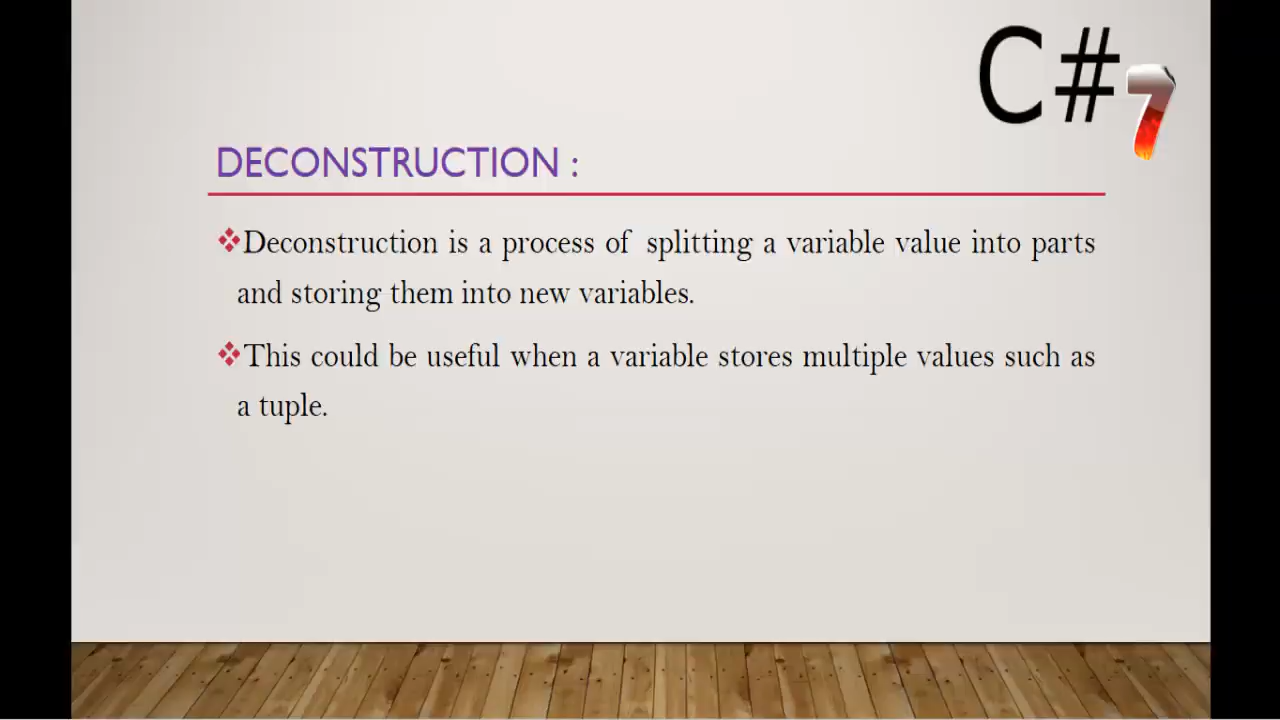 C#7
DECONSTRUCTION :
❖Deconstruction is a process of splitting a variable value into parts
and storing them into new variables.
❖This could be useful when a variable stores multiple values such as
a tuple.